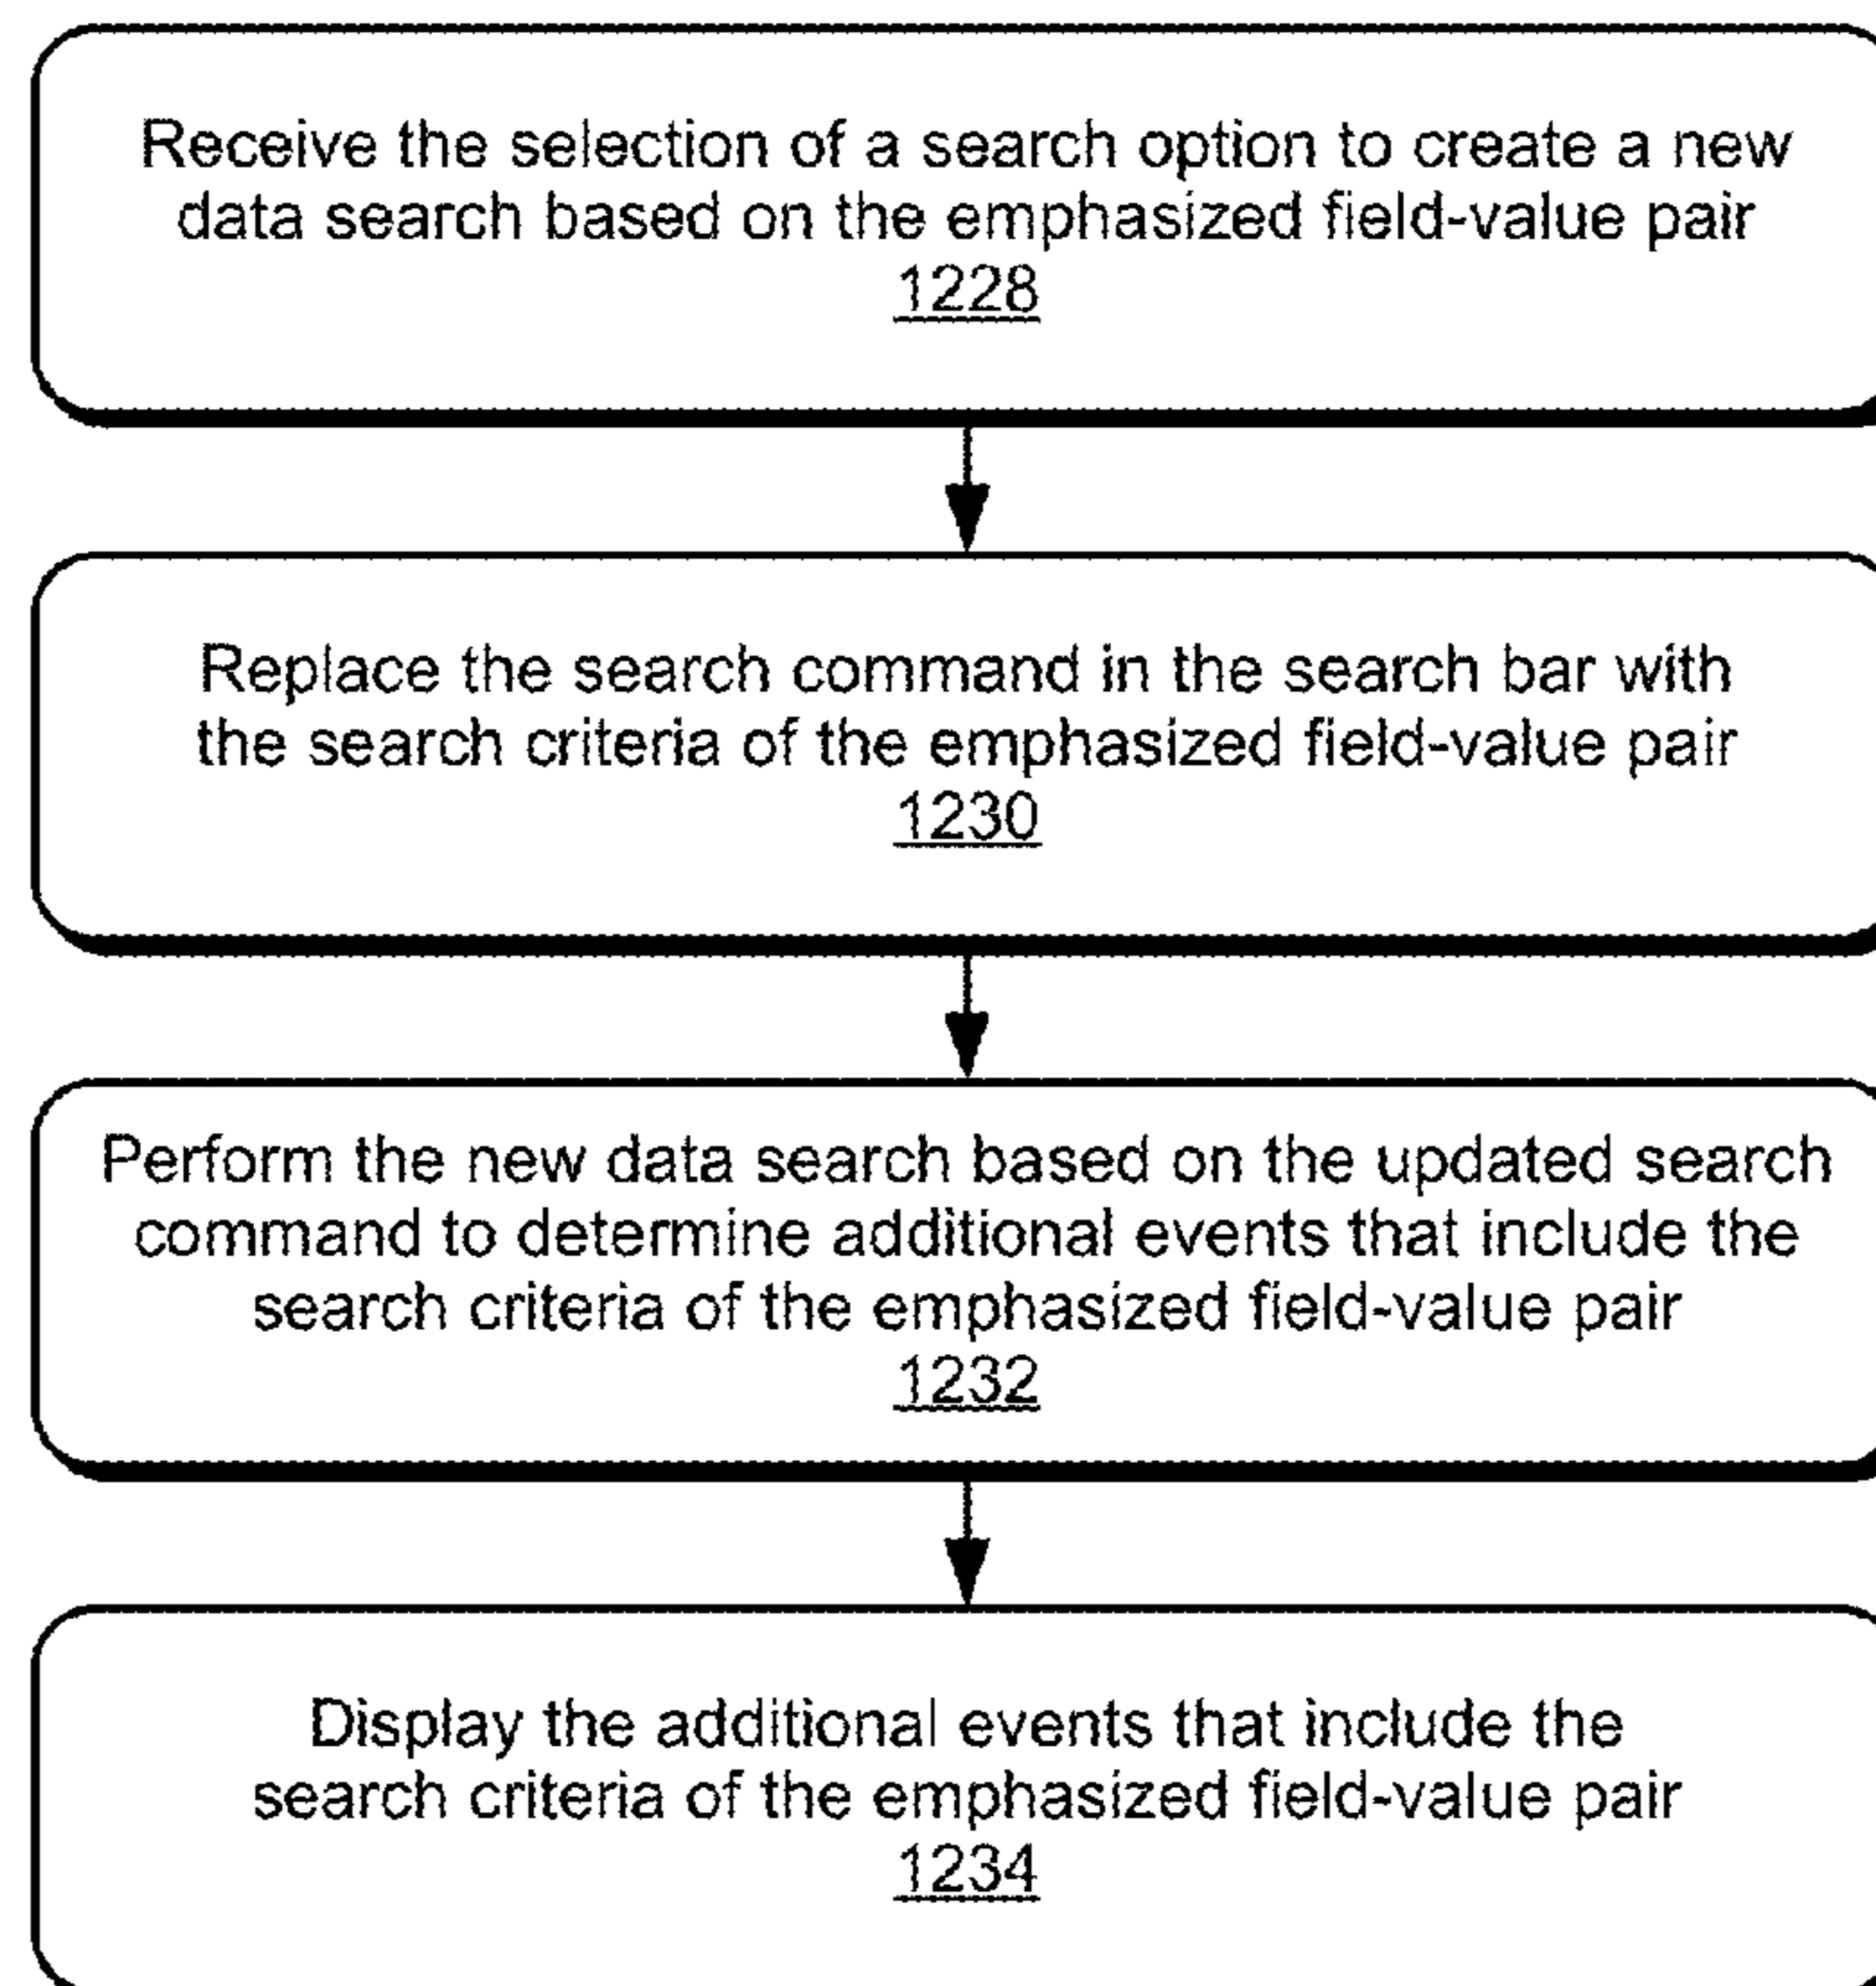 Receive the selection of a search option to create a new
data search based on the emphasized field-value pair
1228
Replace the search command in the search bar with
the search criteria of the emphasized field-value pair
1230
Perform the new data search based on the updated search
command to determine additional events that include the
search criteria of the emphasized field-value pair
1232
Display the additional events that include the
search criteria of the emphasized field-value pair
1234